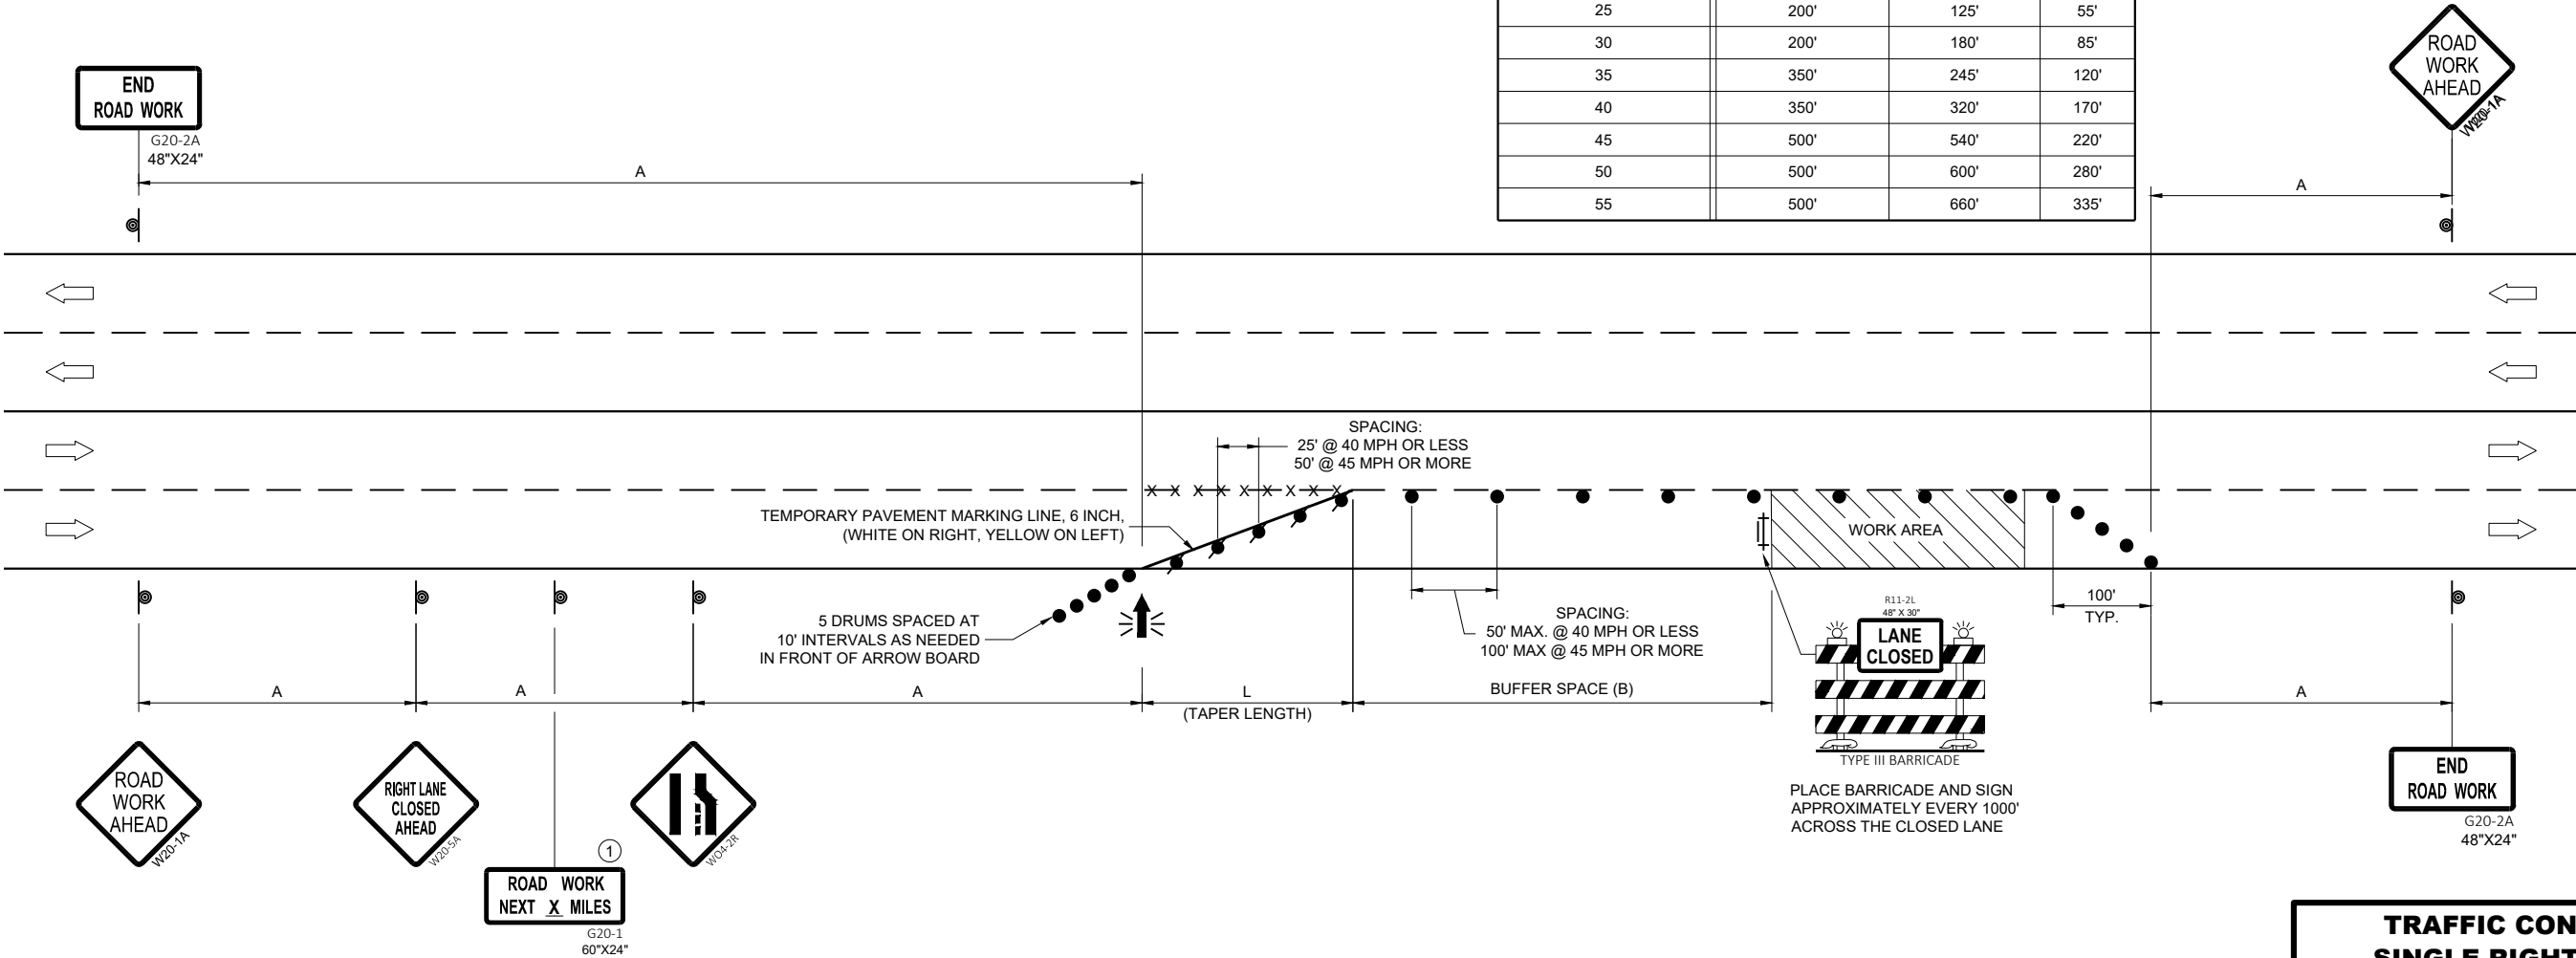 25 200' 125' 55'
30 200' 180' 85'
35 350' 245' 120'
40 350' 320' 170'
45 500' 540' 220'
50 500' 600' 280'
55 500' 660' 335'
END
ROAD WORK
G20-2A
48"X24"
ROAD
WORK
AHEAD
W20-1A
A
A
SPACING:
25' @ 40 MPH OR LESS
50' @ 45 MPH OR MORE
X X X X X X X X X
TEMPORARY PAVEMENT MARKING LINE, 6 INCH,
(WHITE ON RIGHT, YELLOW ON LEFT)
WORK AREA
5 DRUMS SPACED AT
10' INTERVALS AS NEEDED
IN FRONT OF ARROW BOARD
SPACING:
50' MAX. @ 40 MPH OR LESS
100' MAX @ 45 MPH OR MORE
100'
TYP.
R11-2L
48" X 30"
LANE
CLOSED
TYPE III BARRICADE
PLACE BARRICADE AND SIGN
APPROXIMATELY EVERY 1000'
ACROSS THE CLOSED LANE
A
A
A
L
(TAPER LENGTH)
BUFFER SPACE (B)
A
ROAD
WORK
AHEAD
W20-1A
RIGHT LANE
CLOSED
AHEAD
W20-5A
1
ROAD WORK
NEXT X MILES
G20-1
60"X24"
WO4-2R
END
ROAD WORK
G20-2A
48"X24"
TRAFFIC CON
SINGLE RIGHT